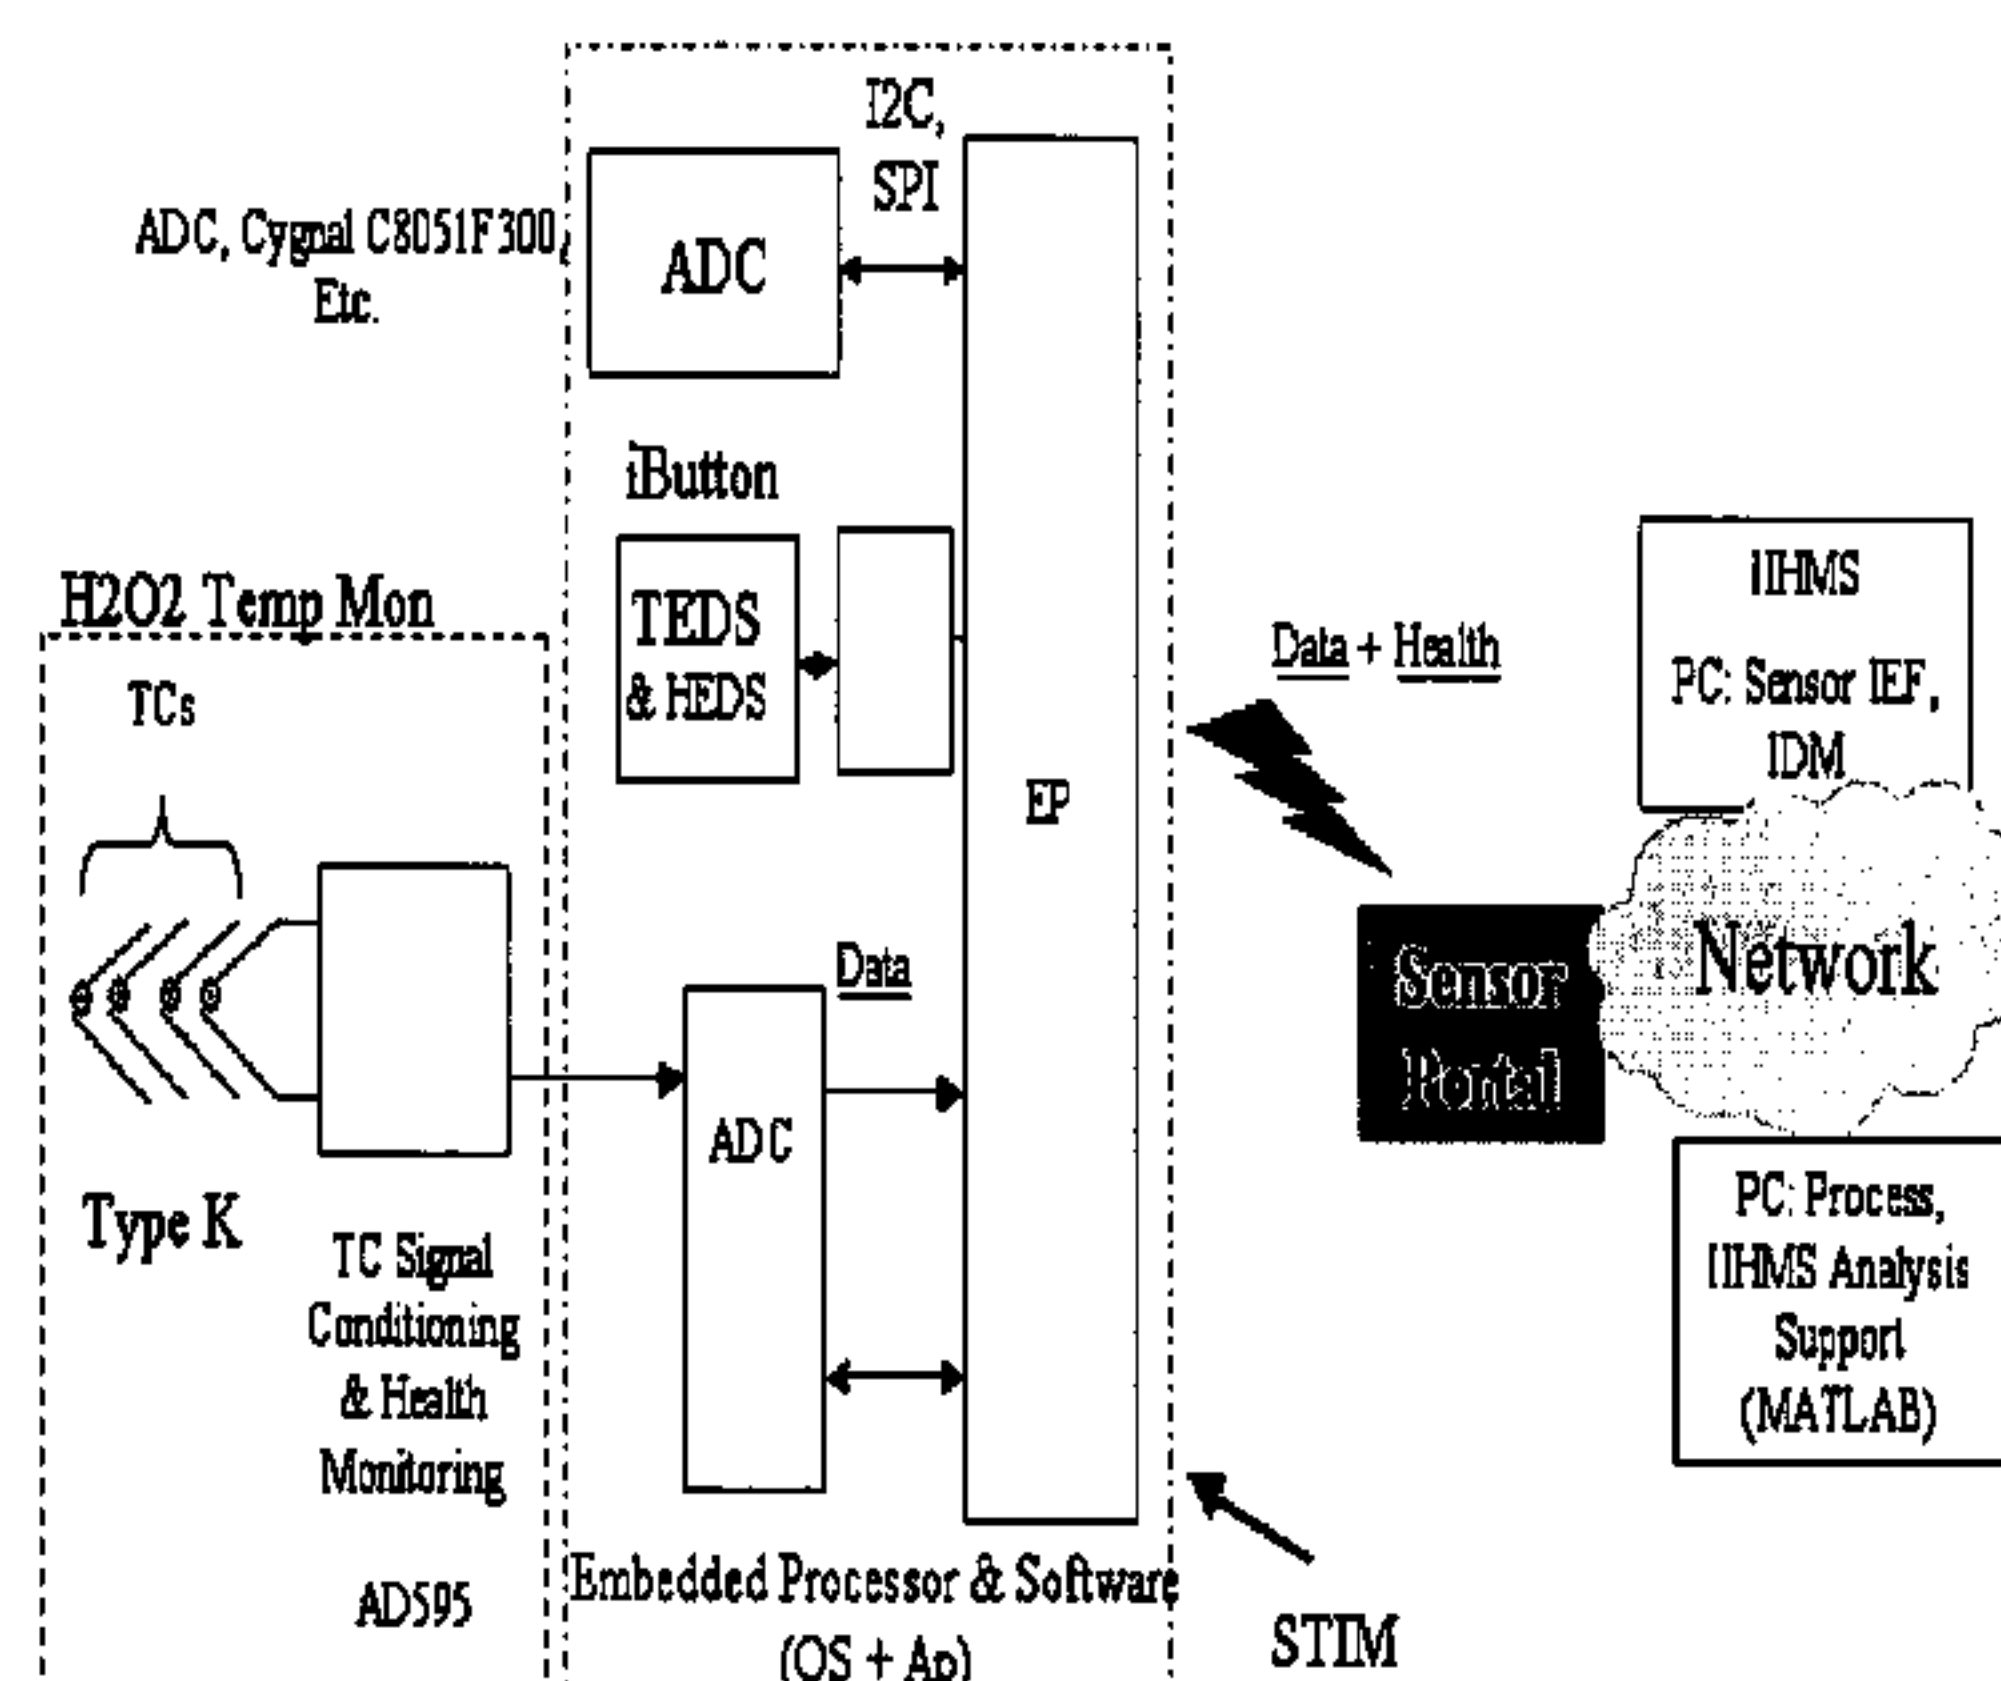 I2C,
SPI
ADC, Cygnal C8051F300,
Etc.
ADC
iButton
TEDS
& HEDS
H2O2 Temp Mon
TCs
Type K
TC Signal
Conditioning
& Health
Monitoring
AD595
Data
ADC
EP
Embedded Processor & Software
(OS + Ap)
Data + Health
STIM
Sensor
Portal
Network
IIHMS
PC: Sensor IEF,
IDM
PC: Process,
IIHMS Analysis
Support
(MATLAB)